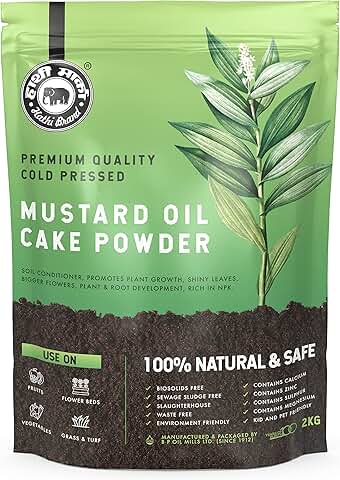 हाथी मार्का
®
Hathi Brand
PREMIUM QUALITY
COLD PRESSED
MUSTARD OIL
CAKE POWDER
SOIL CONDITIONER, PROMOTES PLANT GROWTH, SHINY LEAVES,
BIGGER FLOWERS, PLANT & ROOT DEVELOPMENT, RICH IN NPK.
USE ON
FRUITS
FLOWER BEDS
VEGETABLES
GRASS & TURF
100% NATURAL & SAFE
BIOSOLIDS FREE
SEWAGE SLUDGE FREE
SLAUGHTERHOUSE
WASTE FREE
ENVIRONMENT FRIENDLY
CONTAINS CALCIUM
CONTAINS ZINC
CONTAINS SULPHUR
CONTAINS MEGNESIUM
KID AND PET FRIENDLY
MANUFACTURED & PACKAGED BY
B P OIL MILLS LTD. (SINCE 1912)
100
2KG